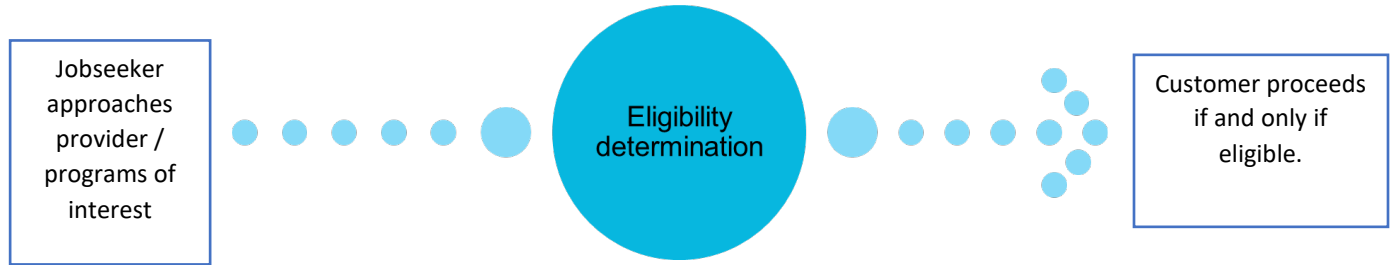 Jobseeker
approaches
provider /
programs of
interest
Eligibility
determination
Customer proceeds
if and only if
eligible.